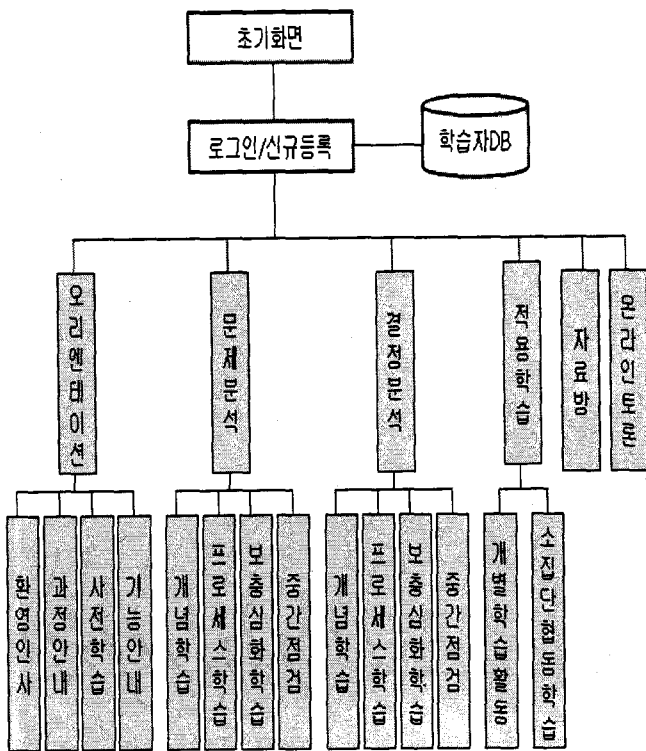 초기화면
로그인/신규등록
학습자DB
오리엔테이션
문제분석
결정분석
적용학습
자료방
온라인토론
환영인사
과정안내
사전학습
기능안내
개념학습
프로세스학습
보충심화학습
중간점검
개념학습
프로세스학습
보충심화학습
중간점검
개별학습활동
소집단협동학습